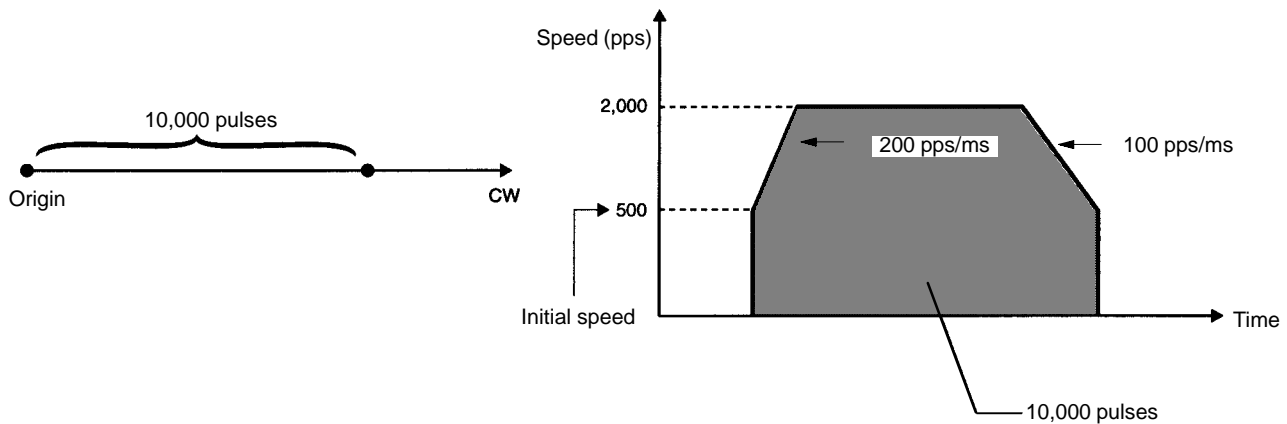 10,000 pulses
Origin
CW
Speed (pps)
2,000
200 pps/ms
100 pps/ms
500
Initial speed
Time
10,000 pulses